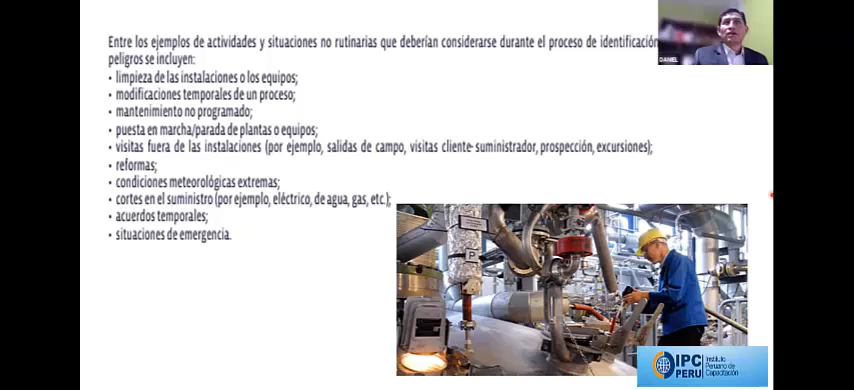 Entre los ejemplos de actividades y situaciones no rutinarias que deberían considerarse durante el proceso de identificación
peligros se incluyen:
• limpieza de las instalaciones o los equipos;
• modificaciones temporales de un proceso;
• mantenimiento no programado;
• puesta en marcha/parada de plantas o equipos;
• visitas fuera de las instalaciones (por ejemplo, salidas de campo, visitas cliente-suministrador, prospección, excursiones);
• reformas;
• condiciones meteorológicas extremas;
• cortes en el suministro (por ejemplo, eléctrico, de agua, gas, etc.);
• acuerdos temporales;
• situaciones de emergencia.
DANIEL
P
IPC
PERU
Instituto
Peruano de
Capacitación